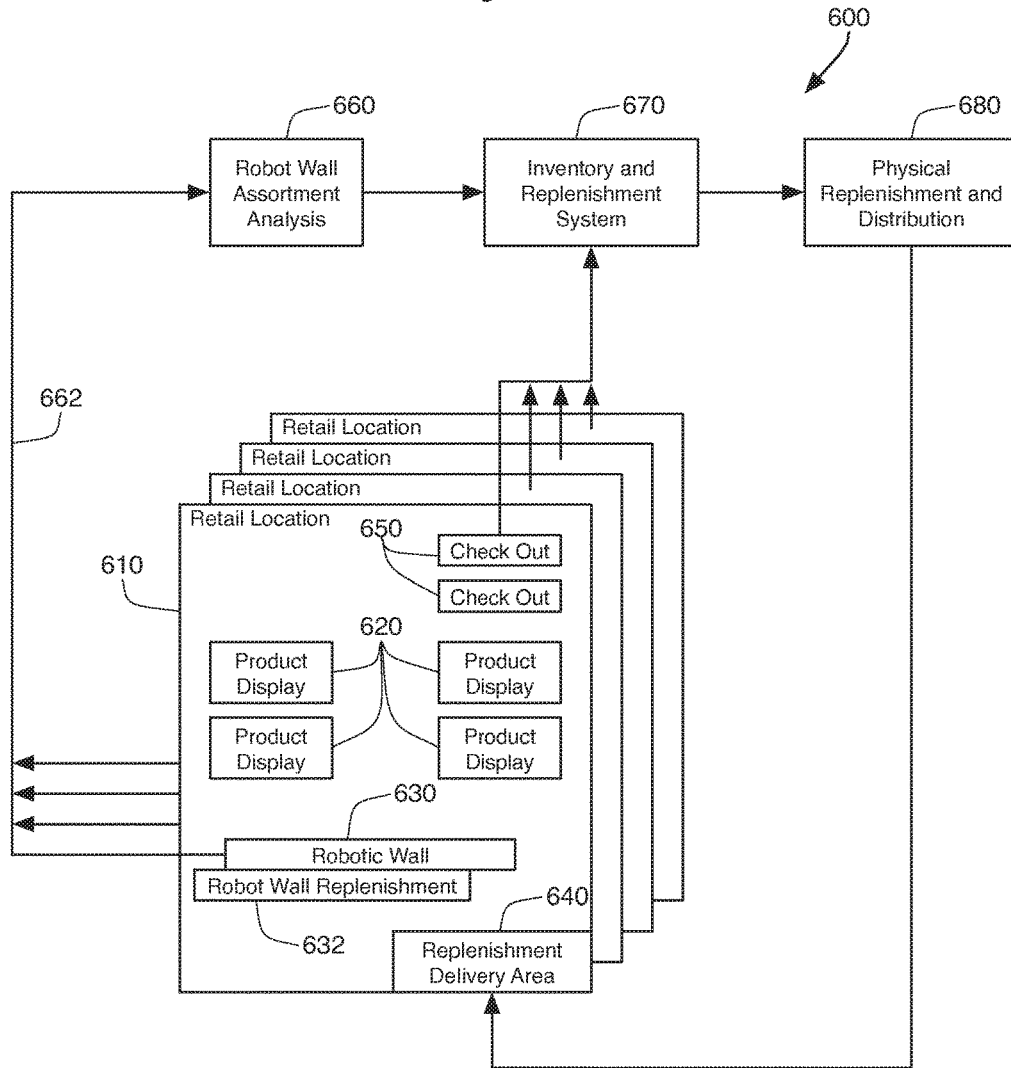 600
660
670
680
Robot Wall
Assortment
Analysis
Inventory and
Replenishment
System
Physical
Replenishment and
Distribution
662
Retail Location
Retail Location
Retail Location
Retail Location
650
Check Out
610
Check Out
620
Product
Display
Product
Display
Product
Display
Product
Display
630
Robotic Wall
Robot Wall Replenishment
640
632
Replenishment
Delivery Area